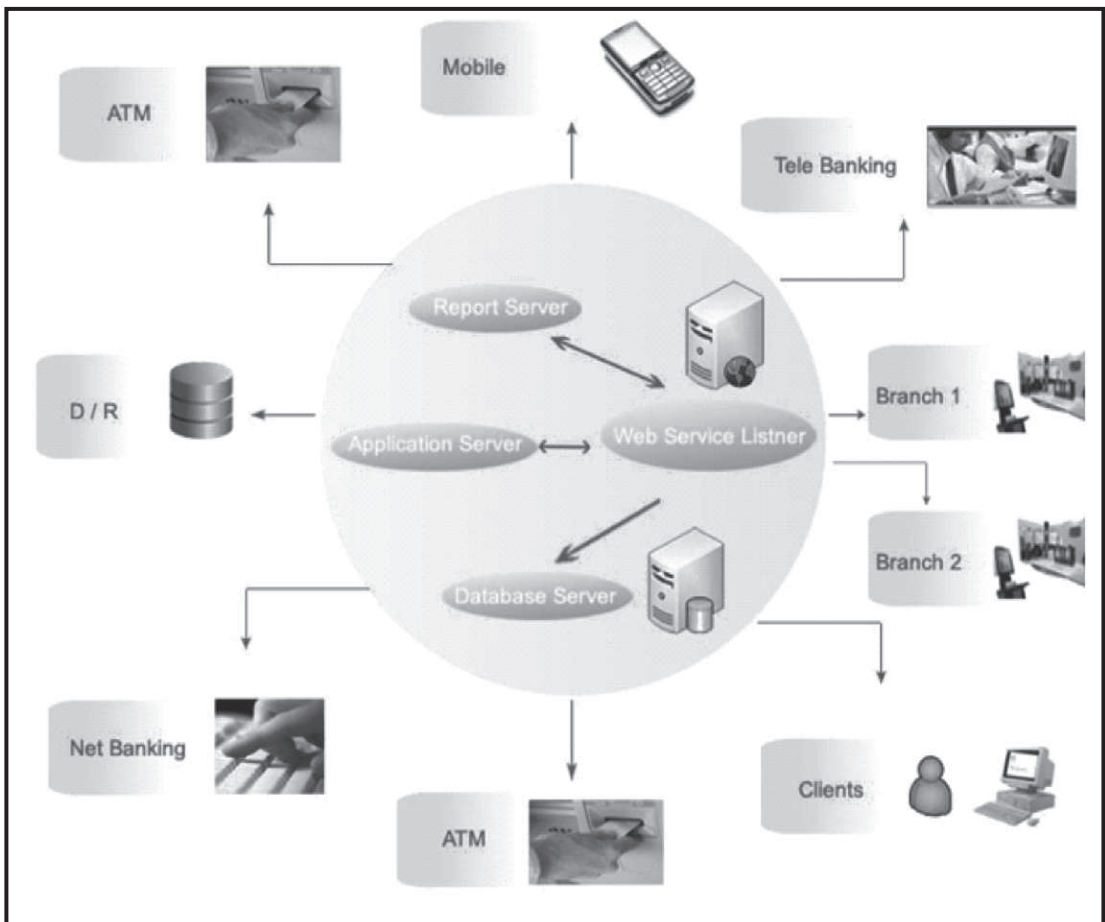 Mobile
ATM
Tele Banking
Report Server
D / R
Application Server
Web Service Listner
Branch 1
Branch 2
Database Server
Net Banking
Clients
ATM